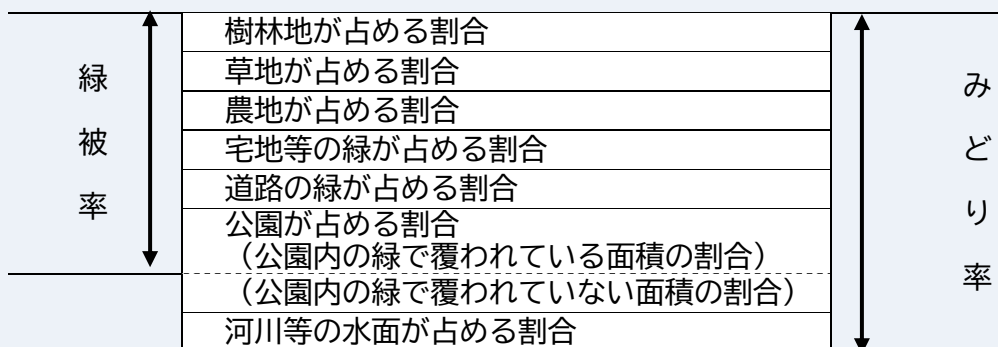 緑被率
樹林地が占める割合
草地が占める割合
農地が占める割合
宅地等の緑が占める割合
道路の緑が占める割合
公園が占める割合
（公園内の緑で覆われている面積の割合）
（公園内の緑で覆われていない面積の割合）
河川等の水面が占める割合
みどり率